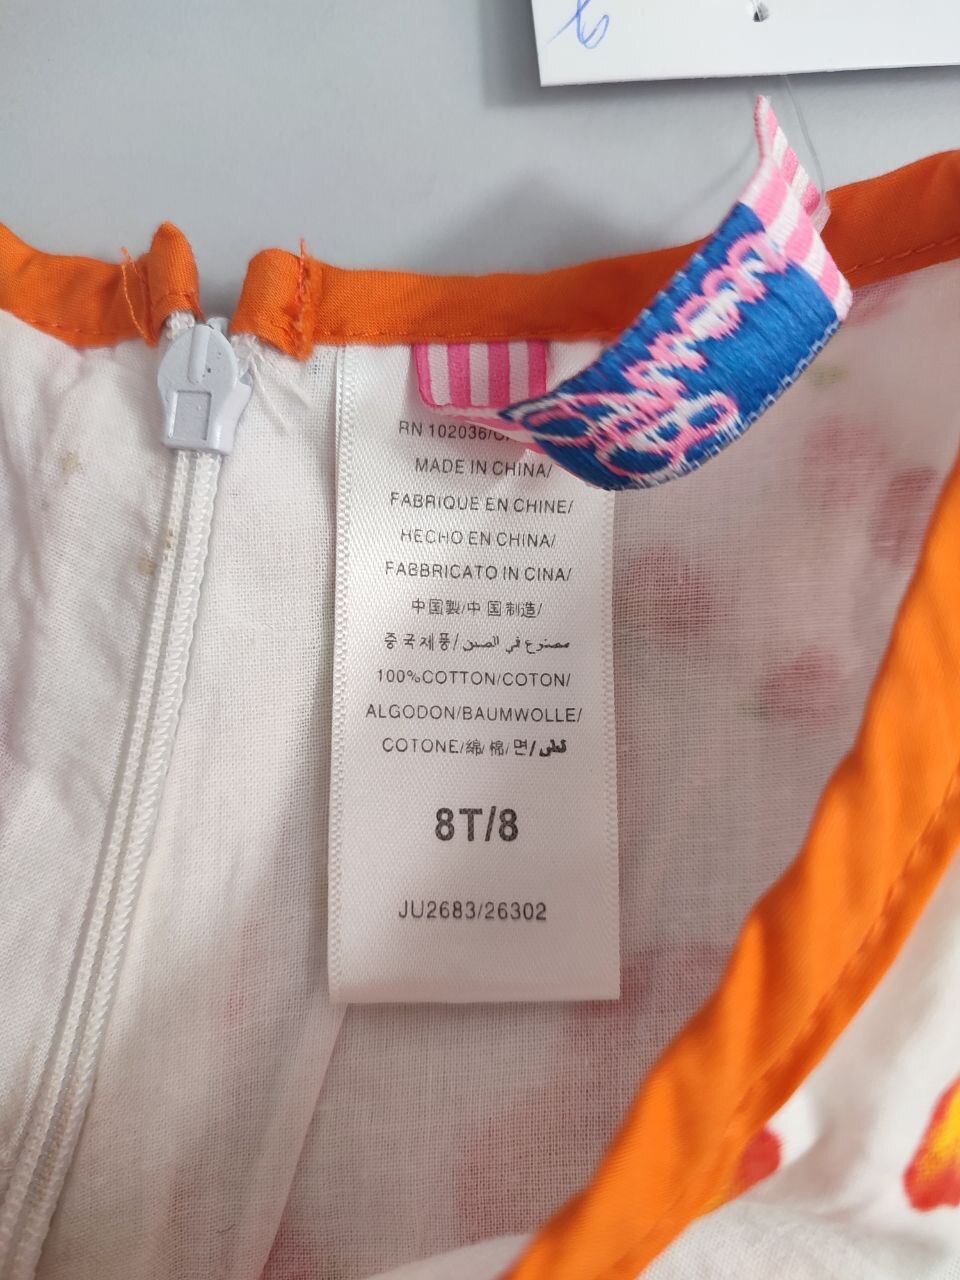 RN 102036/C
MADE IN CHINA/
FABRIQUE EN CHINE/
HECHO EN CHINA/
FABBRICATO IN CINA/
中国製/中国制造/
중국제품/مصنوع في الصين
100%COTTON/COTON/
ALGODON/BAUMWOLLE/
COTONE/綿/棉/면/قطن
8T/8
JU2683/26302